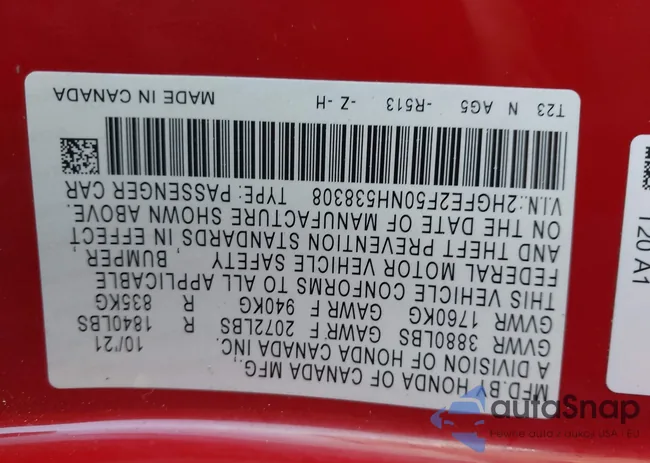 MFD.BY HONDA OF CANADA MFG.,
A DIVISION OF HONDA CANADA INC. 10/'21
GVWR 3880LBS GAWR F 2072LBS R 1840LBS
GVWR 1760KG GAWR F 940KG R 835KG
THIS VEHICLE CONFORMS TO ALL APPLICABLE
FEDERAL MOTOR VEHICLE SAFETY, BUMPER,
AND THEFT PREVENTION STANDARDS IN EFFECT
ON THE DATE OF MANUFACTURE SHOWN ABOVE.
V.I.N.:2HGFE2F50NH538308 TYPE:PASSENGER CAR
T23 N AG5 -R513 -Z -H MADE IN CANADA
T20 A1
autoSnap